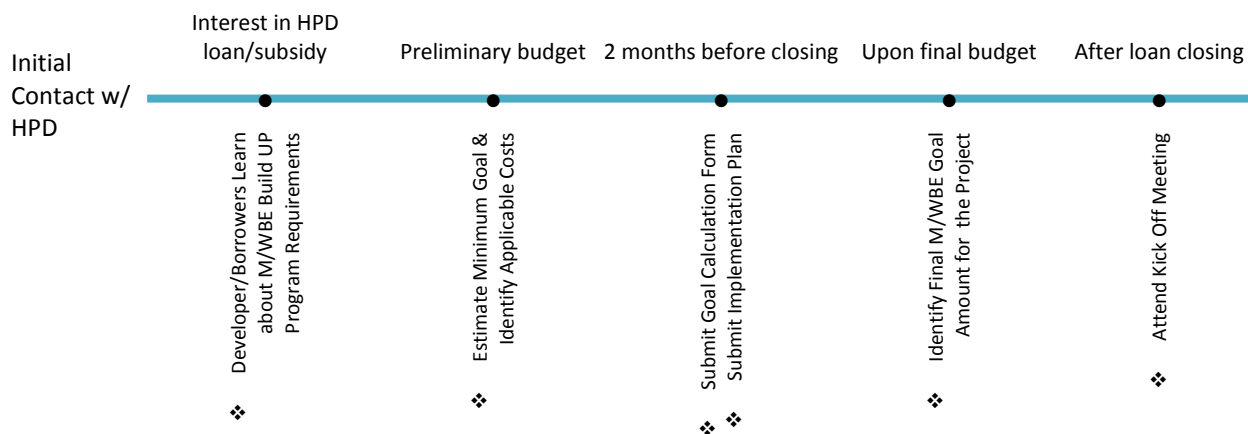 Initial
Contact w/
HPD
Interest in HPD
loan/subsidy
Preliminary budget
2 months before closing
Upon final budget
After loan closing
❖ Developer/Borrowers Learn
about M/WBE Build UP
Program Requirements
❖ Estimate Minimum Goal &
Identify Applicable Costs
❖ Submit Goal Calculation Form
❖ Submit Implementation Plan
❖ Identify Final M/WBE Goal
Amount for the Project
❖ Attend Kick Off Meeting